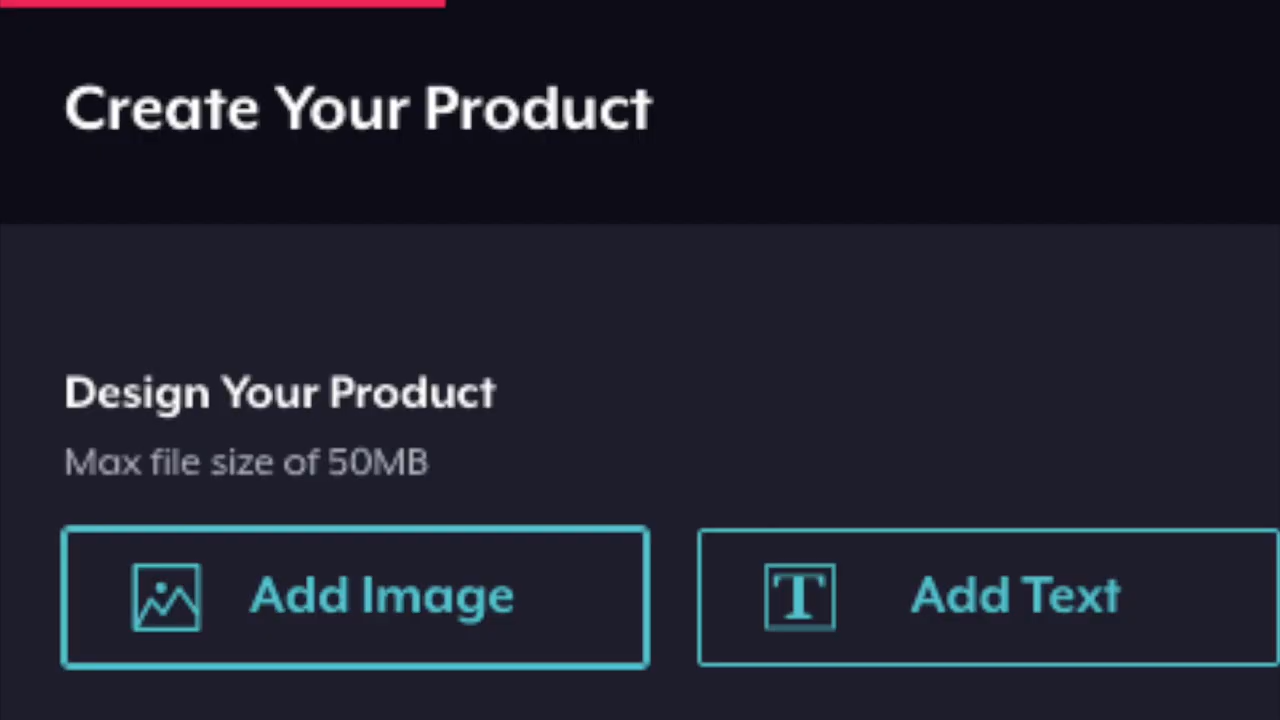 Create Your Product
Design Your Product
Max file size of 50MB
Add Image
T Add Text